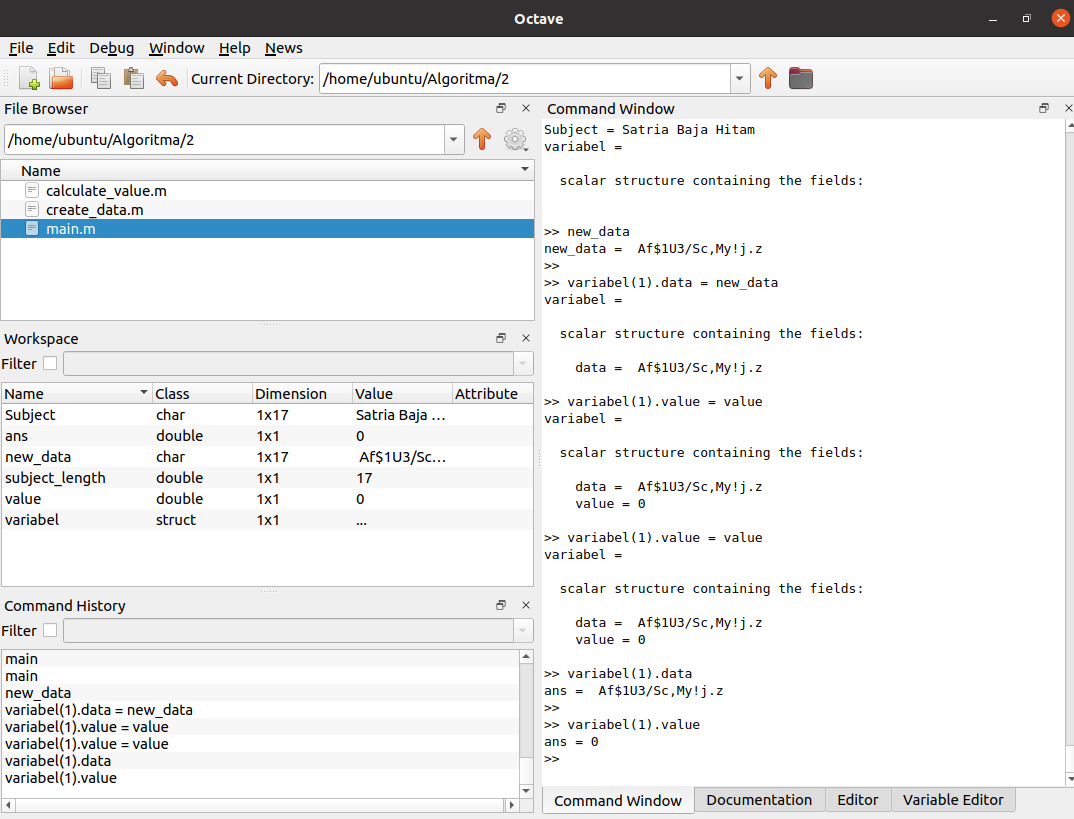 Octave
File Edit Debug Window Help News
Current Directory: /home/ubuntu/Algoritma/2
File Browser
/home/ubuntu/Algoritma/2
Name
calculate_value.m
create_data.m
main.m
Workspace
Filter
Name Class Dimension Value Attribute
Subject char 1x17 Satria Baja ...
ans double 1x1 0
new_data char 1x17 Af$1U3/Sc...
subject_length double 1x1 17
value double 1x1 0
variabel struct 1x1 ...
Command History
Filter
main
main
new_data
variabel(1).data = new_data
variabel(1).value = value
variabel(1).value = value
variabel(1).data
variabel(1).value
Command Window
Subject = Satria Baja Hitam
variabel =
scalar structure containing the fields:
>> new_data
new_data =  Af$1U3/Sc,My!j.z
>>
>> variabel(1).data = new_data
variabel =
scalar structure containing the fields:
data =  Af$1U3/Sc,My!j.z
>> variabel(1).value = value
variabel =
scalar structure containing the fields:
data =  Af$1U3/Sc,My!j.z
value = 0
>> variabel(1).value = value
variabel =
scalar structure containing the fields:
data =  Af$1U3/Sc,My!j.z
value = 0
>> variabel(1).data
ans =  Af$1U3/Sc,My!j.z
>>
>> variabel(1).value
ans = 0
>>
Command Window Documentation Editor Variable Editor